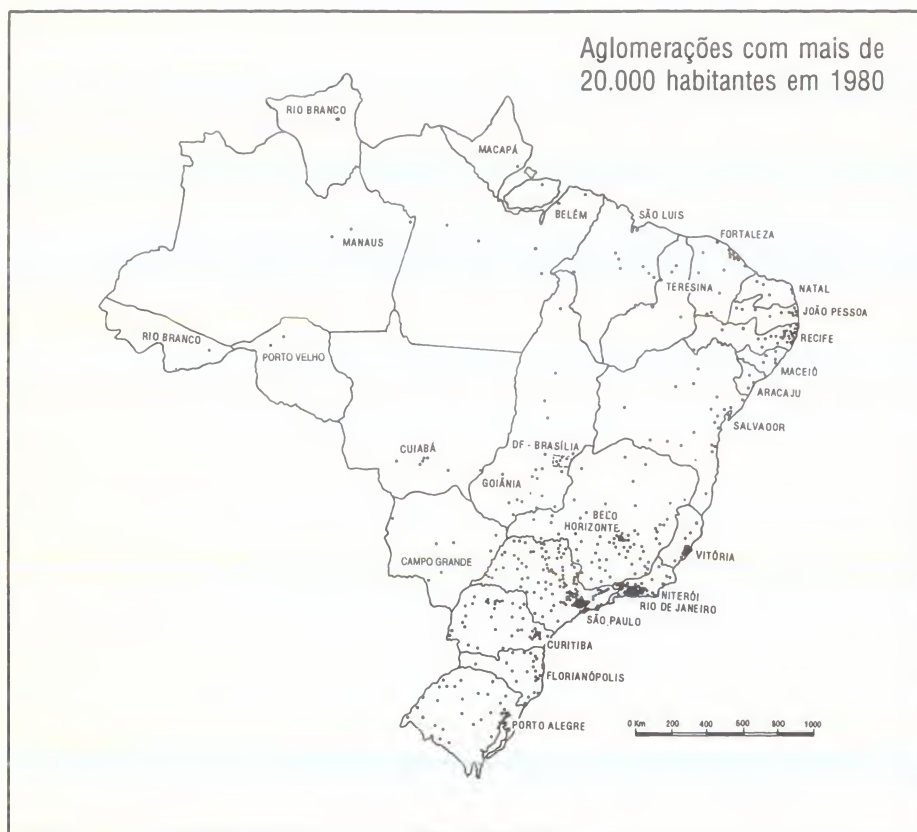 Aglomerações com mais de
20.000 habitantes em 1980
RIO BRANCO
MACAPÁ
BELÉM
SÃO LUIS
FORTALEZA
MANAUS
TERESINA
NATAL
JOÃO PESSOA
RIO BRANCO
PORTO VELHO
RECIFE
MACEIÓ
ARACAJU
SALVADOR
CUIABÁ
DF - BRASÍLIA
GOIÂNIA
BELO
HORIZONTE
VITÓRIA
CAMPO GRANDE
NITERÓI
RIO DE JANEIRO
SÃO PAULO
CURITIBA
FLORIANÓPOLIS
PORTO ALEGRE
0 Km 200 400 600 800 1000